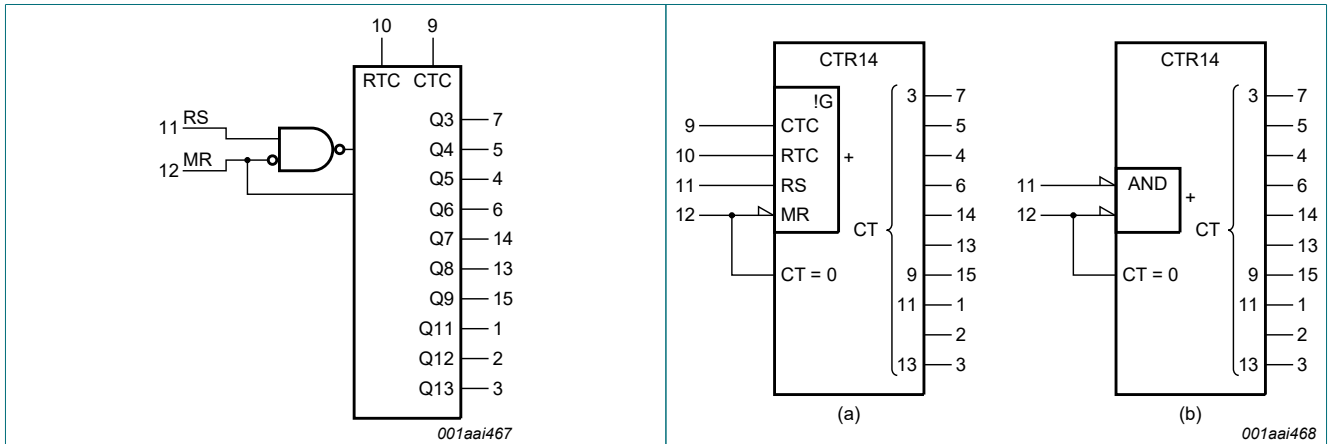 10 9
RTC CTC
11 RS
12 MR
Q3 7
Q4 5
Q5 4
Q6 6
Q7 14
Q8 13
Q9 15
Q11 1
Q12 2
Q13 3
001aai467
CTR14
!G
3 7
9 CTC
5
10 RTC
+
4
11 RS
6
12 MR
14
CT
13
CT = 0
9 15
11 1
2
13 3
(a)
CTR14
3 7
5
4
11 AND
6
+
12
14
CT
13
CT = 0
9 15
11 1
2
13 3
(b)
001aai468